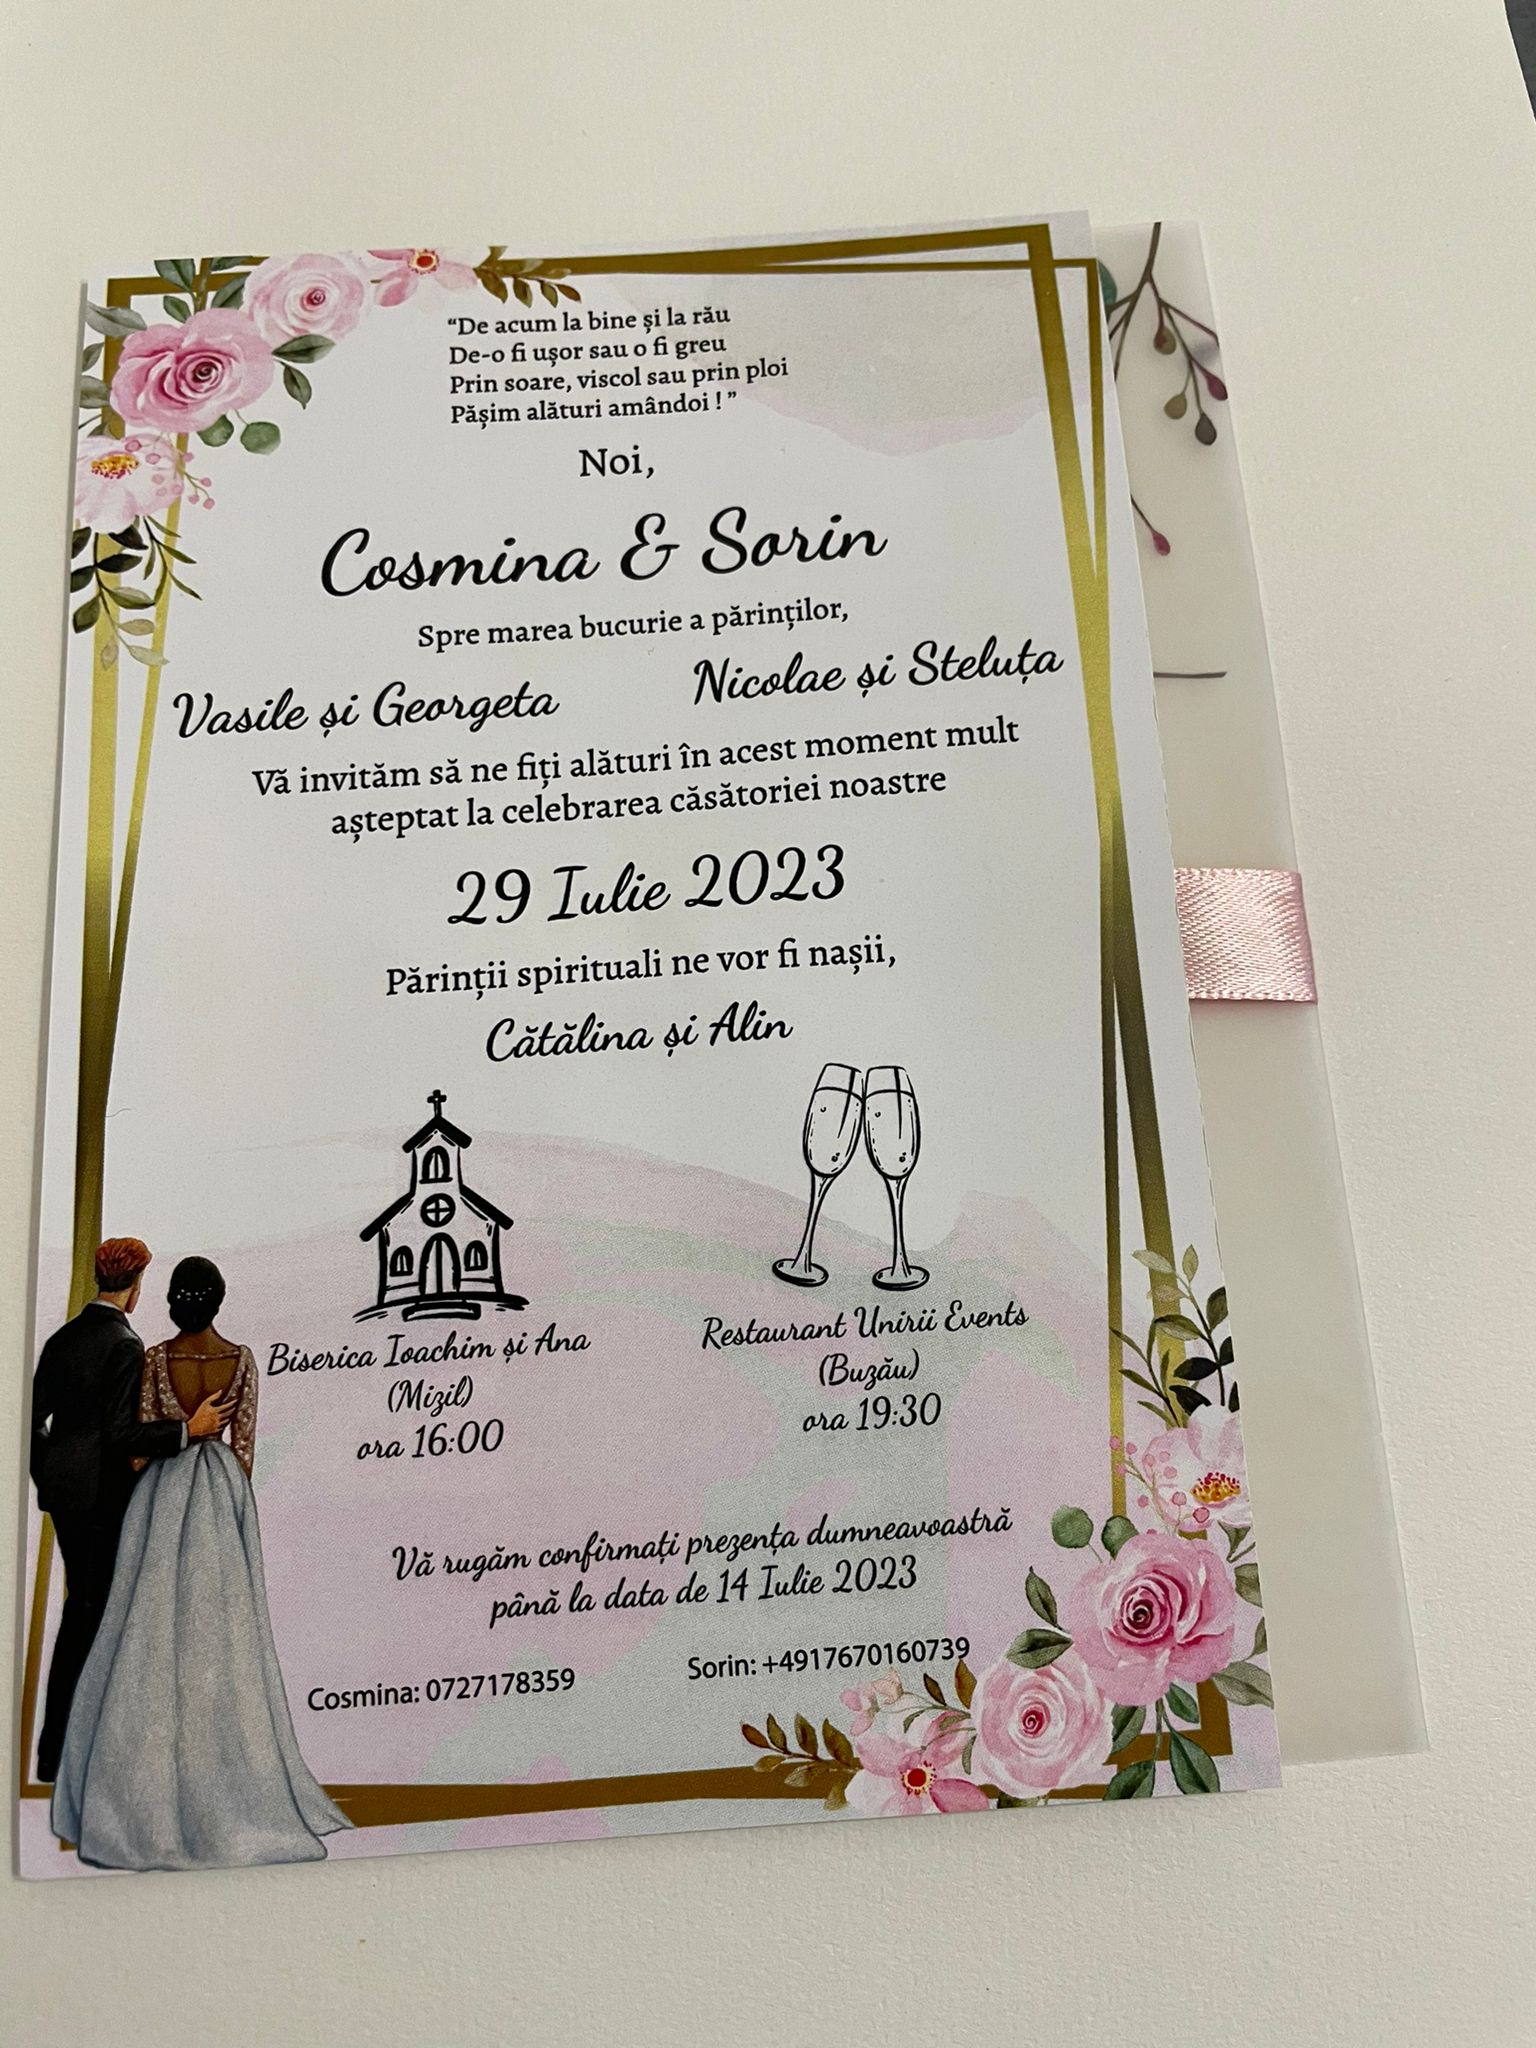 “De acum la bine și la rău
De-o fi ușor sau o fi greu
Prin soare, viscol sau prin ploi
Pășim alături amândoi ! ”
Noi,
Cosmina & Sorin
Spre marea bucurie a părinților,
Vasile și Georgeta
Nicolae și Steluța
Vă invităm să ne fiți alături în acest moment mult
așteptat la celebrarea căsătoriei noastre
29 Iulie 2023
Părinții spirituali ne vor fi nașii,
Cătălina și Alin
Biserica Ioachim și Ana
(Mizil)
ora 16:00
Restaurant Unirii Events
(Buzău)
ora 19:30
Vă rugăm confirmați prezența dumneavoastră
până la data de 14 Iulie 2023
Cosmina: 0727178359
Sorin: +4917670160739